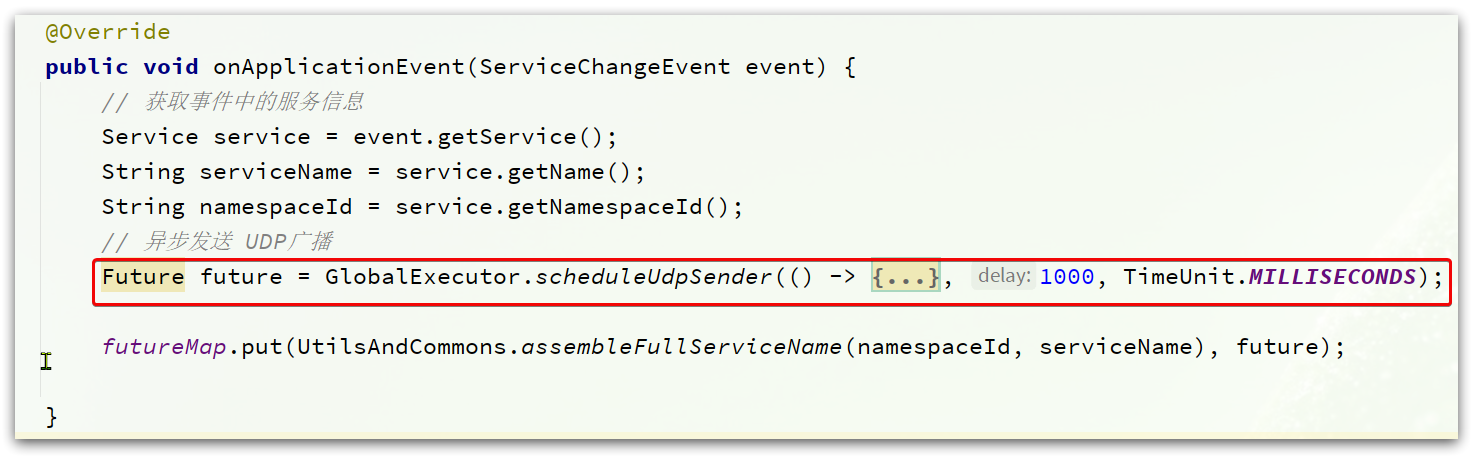 @Override
public void onApplicationEvent(ServiceChangeEvent event) {
// 获取事件中的服务信息
Service service = event.getService();
String serviceName = service.getName();
String namespaceId = service.getNamespaceId();
// 异步发送 UDP广播
Future future = GlobalExecutor.scheduleUdpSender(() -> {...}, delay: 1000, TimeUnit.MILLISECONDS);
futureMap.put(UtilsAndCommons.assembleFullServiceName(namespaceId, serviceName), future);
}